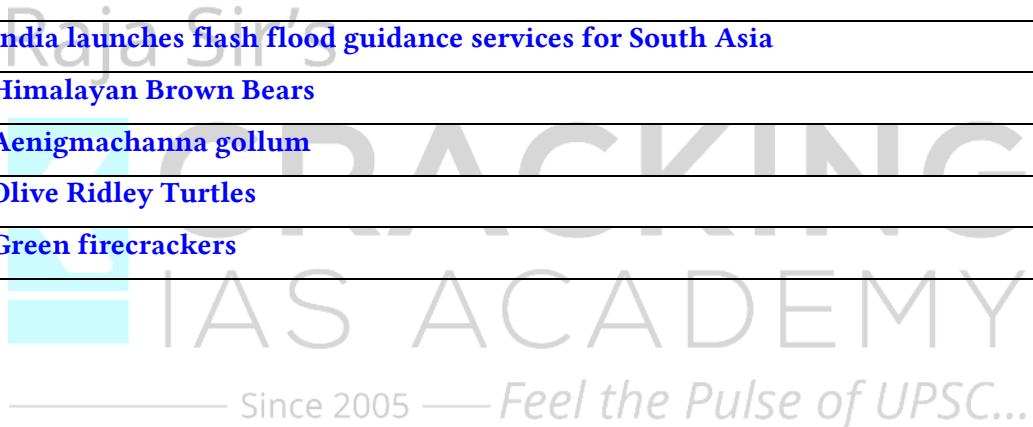 Raja Sir's
ndia launches flash flood guidance services for South Asia
Himalayan Brown Bears
Aenigmachanna gollum
Olive Ridley Turtles
Green firecrackers
CRACKING
IAS ACADEMY
Since 2005 Feel the Pulse of UPSC...